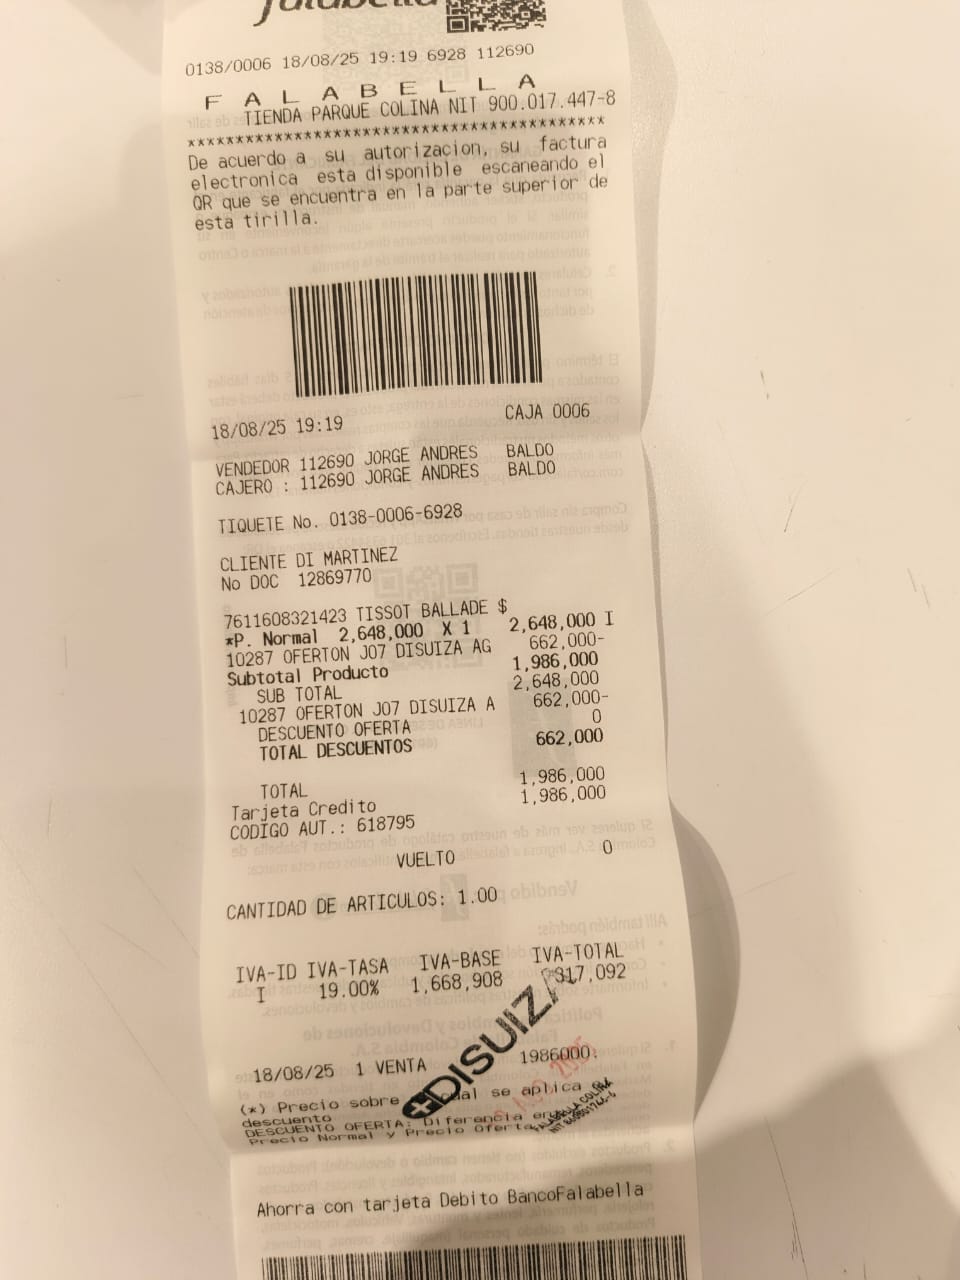 falabella
0138/0006 18/08/25 19:19 6928 112690
F A L A B E L L A
TIENDA PARQUE COLINA NIT 900.017.447-8
*******************************************
De acuerdo a su autorizacion, su factura
electronica esta disponible escaneando el
QR que se encuentra en la parte superior de
esta tirilla.
18/08/25 19:19 CAJA 0006
VENDEDOR 112690 JORGE ANDRES BALDO
CAJERO : 112690 JORGE ANDRES BALDO
TIQUETE No. 0138-0006-6928
CLIENTE DI MARTINEZ
No DOC 12869770
7611608321423 TISSOT BALLADE $
*P. Normal 2,648,000 X 1 2,648,000 I
10287 OFERTON J07 DISUIZA AG 662,000-
Subtotal Producto 1,986,000
SUB TOTAL 2,648,000
10287 OFERTON J07 DISUIZA A 662,000-
DESCUENTO OFERTA 0
TOTAL DESCUENTOS 662,000
TOTAL 1,986,000
Tarjeta Credito 1,986,000
CODIGO AUT.: 618795
VUELTO 0
CANTIDAD DE ARTICULOS: 1.00
IVA-ID IVA-TASA IVA-BASE IVA-TOTAL
I 19.00% 1,668,908 317,092
DISUIZA
18/08/25 1 VENTA 1986000.
(*) Precio sobre al se aplica
descuento
DESCUENTO OFERTA: Diferencia en
Precio Normal y Precio Oferta
FALABELLA COLINA
Ahorra con tarjeta Debito BancoFalabella